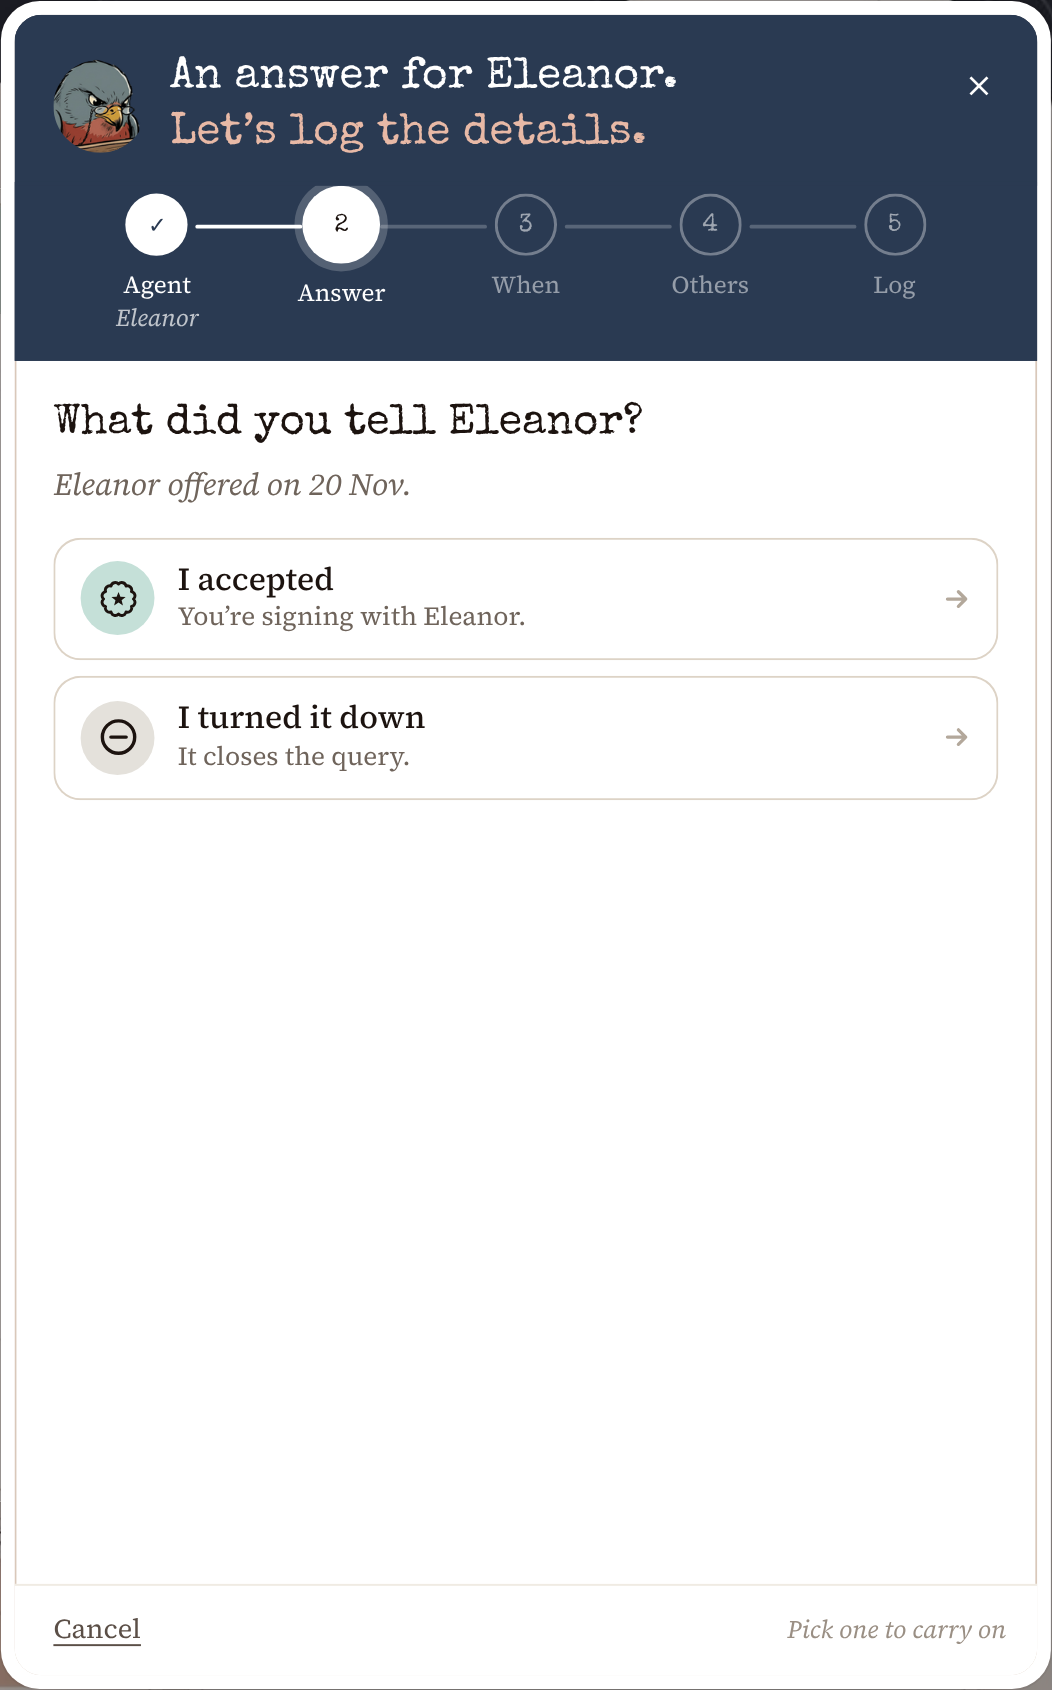 An answer for Eleanor.
Let's log the details.
✓
2
3
4
5
Agent
Answer
When
Others
Log
Eleanor
What did you tell Eleanor?
Eleanor offered on 20 Nov.
I accepted
You're signing with Eleanor.
I turned it down
It closes the query.
Cancel
Pick one to carry on